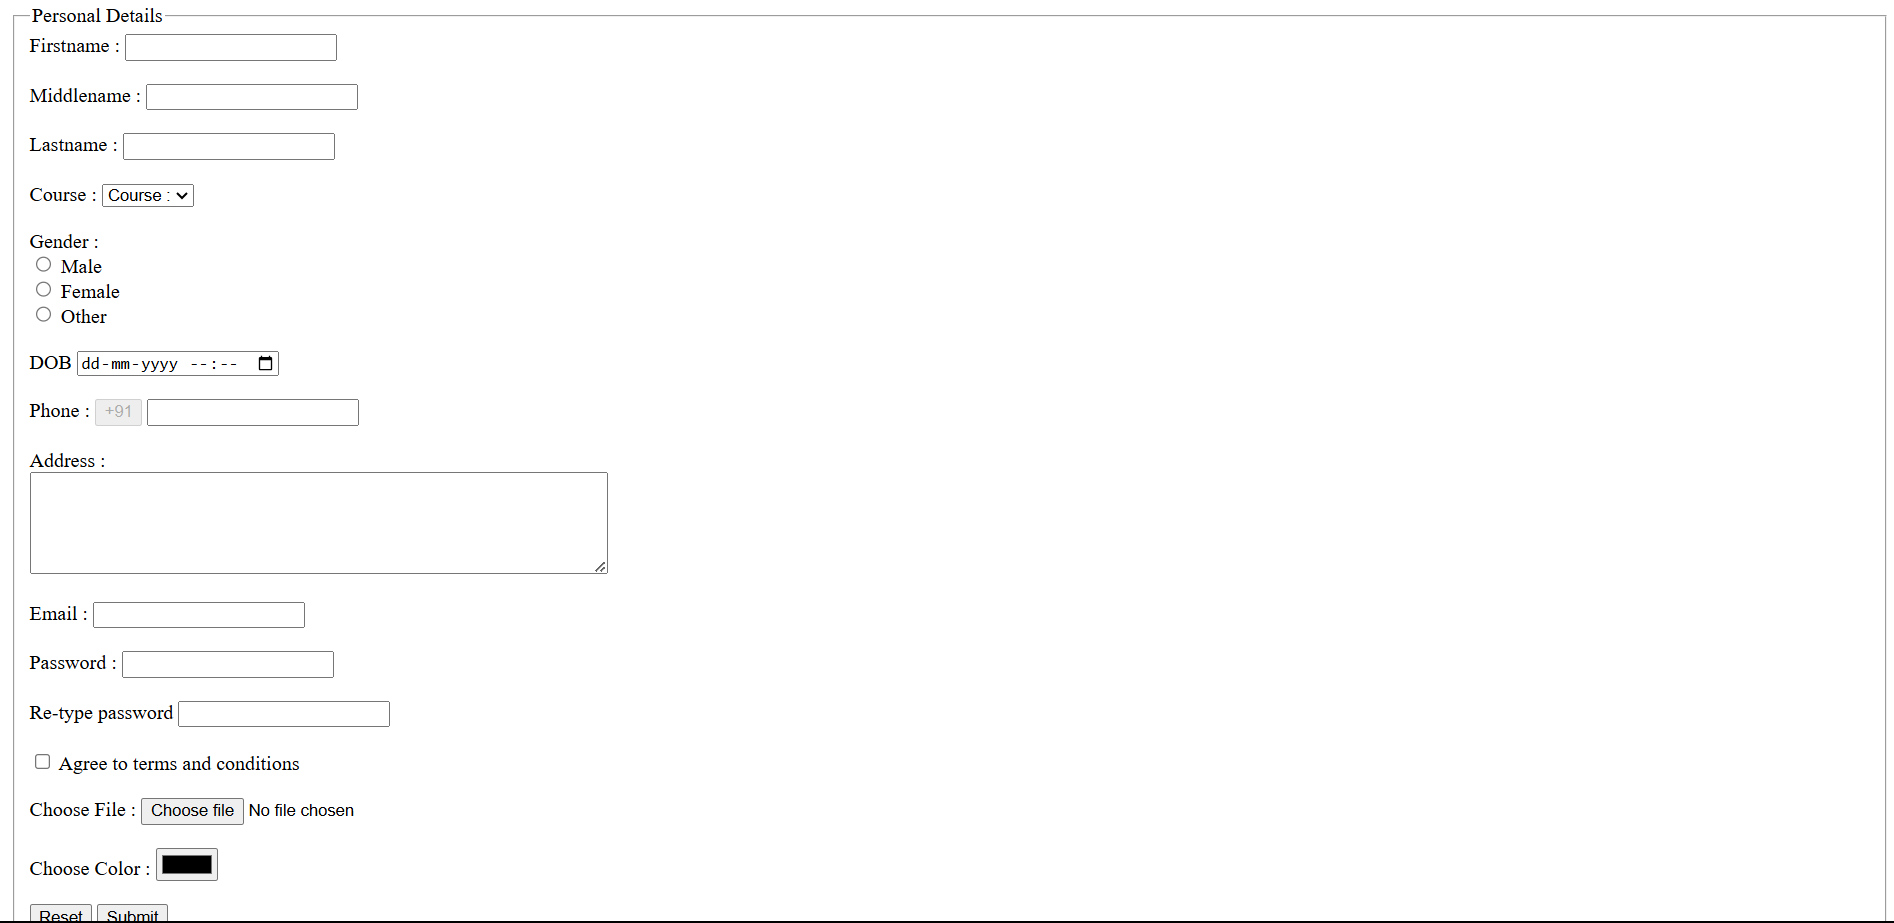 Personal Details
Firstname :
Middlename :
Lastname :
Course : Course :
Gender :
Male
Female
Other
DOB dd-mm-yyyy --:--
Phone : +91
Address :
Email :
Password :
Re-type password
Agree to terms and conditions
Choose File : Choose file No file chosen
Choose Color :
Reset Submit